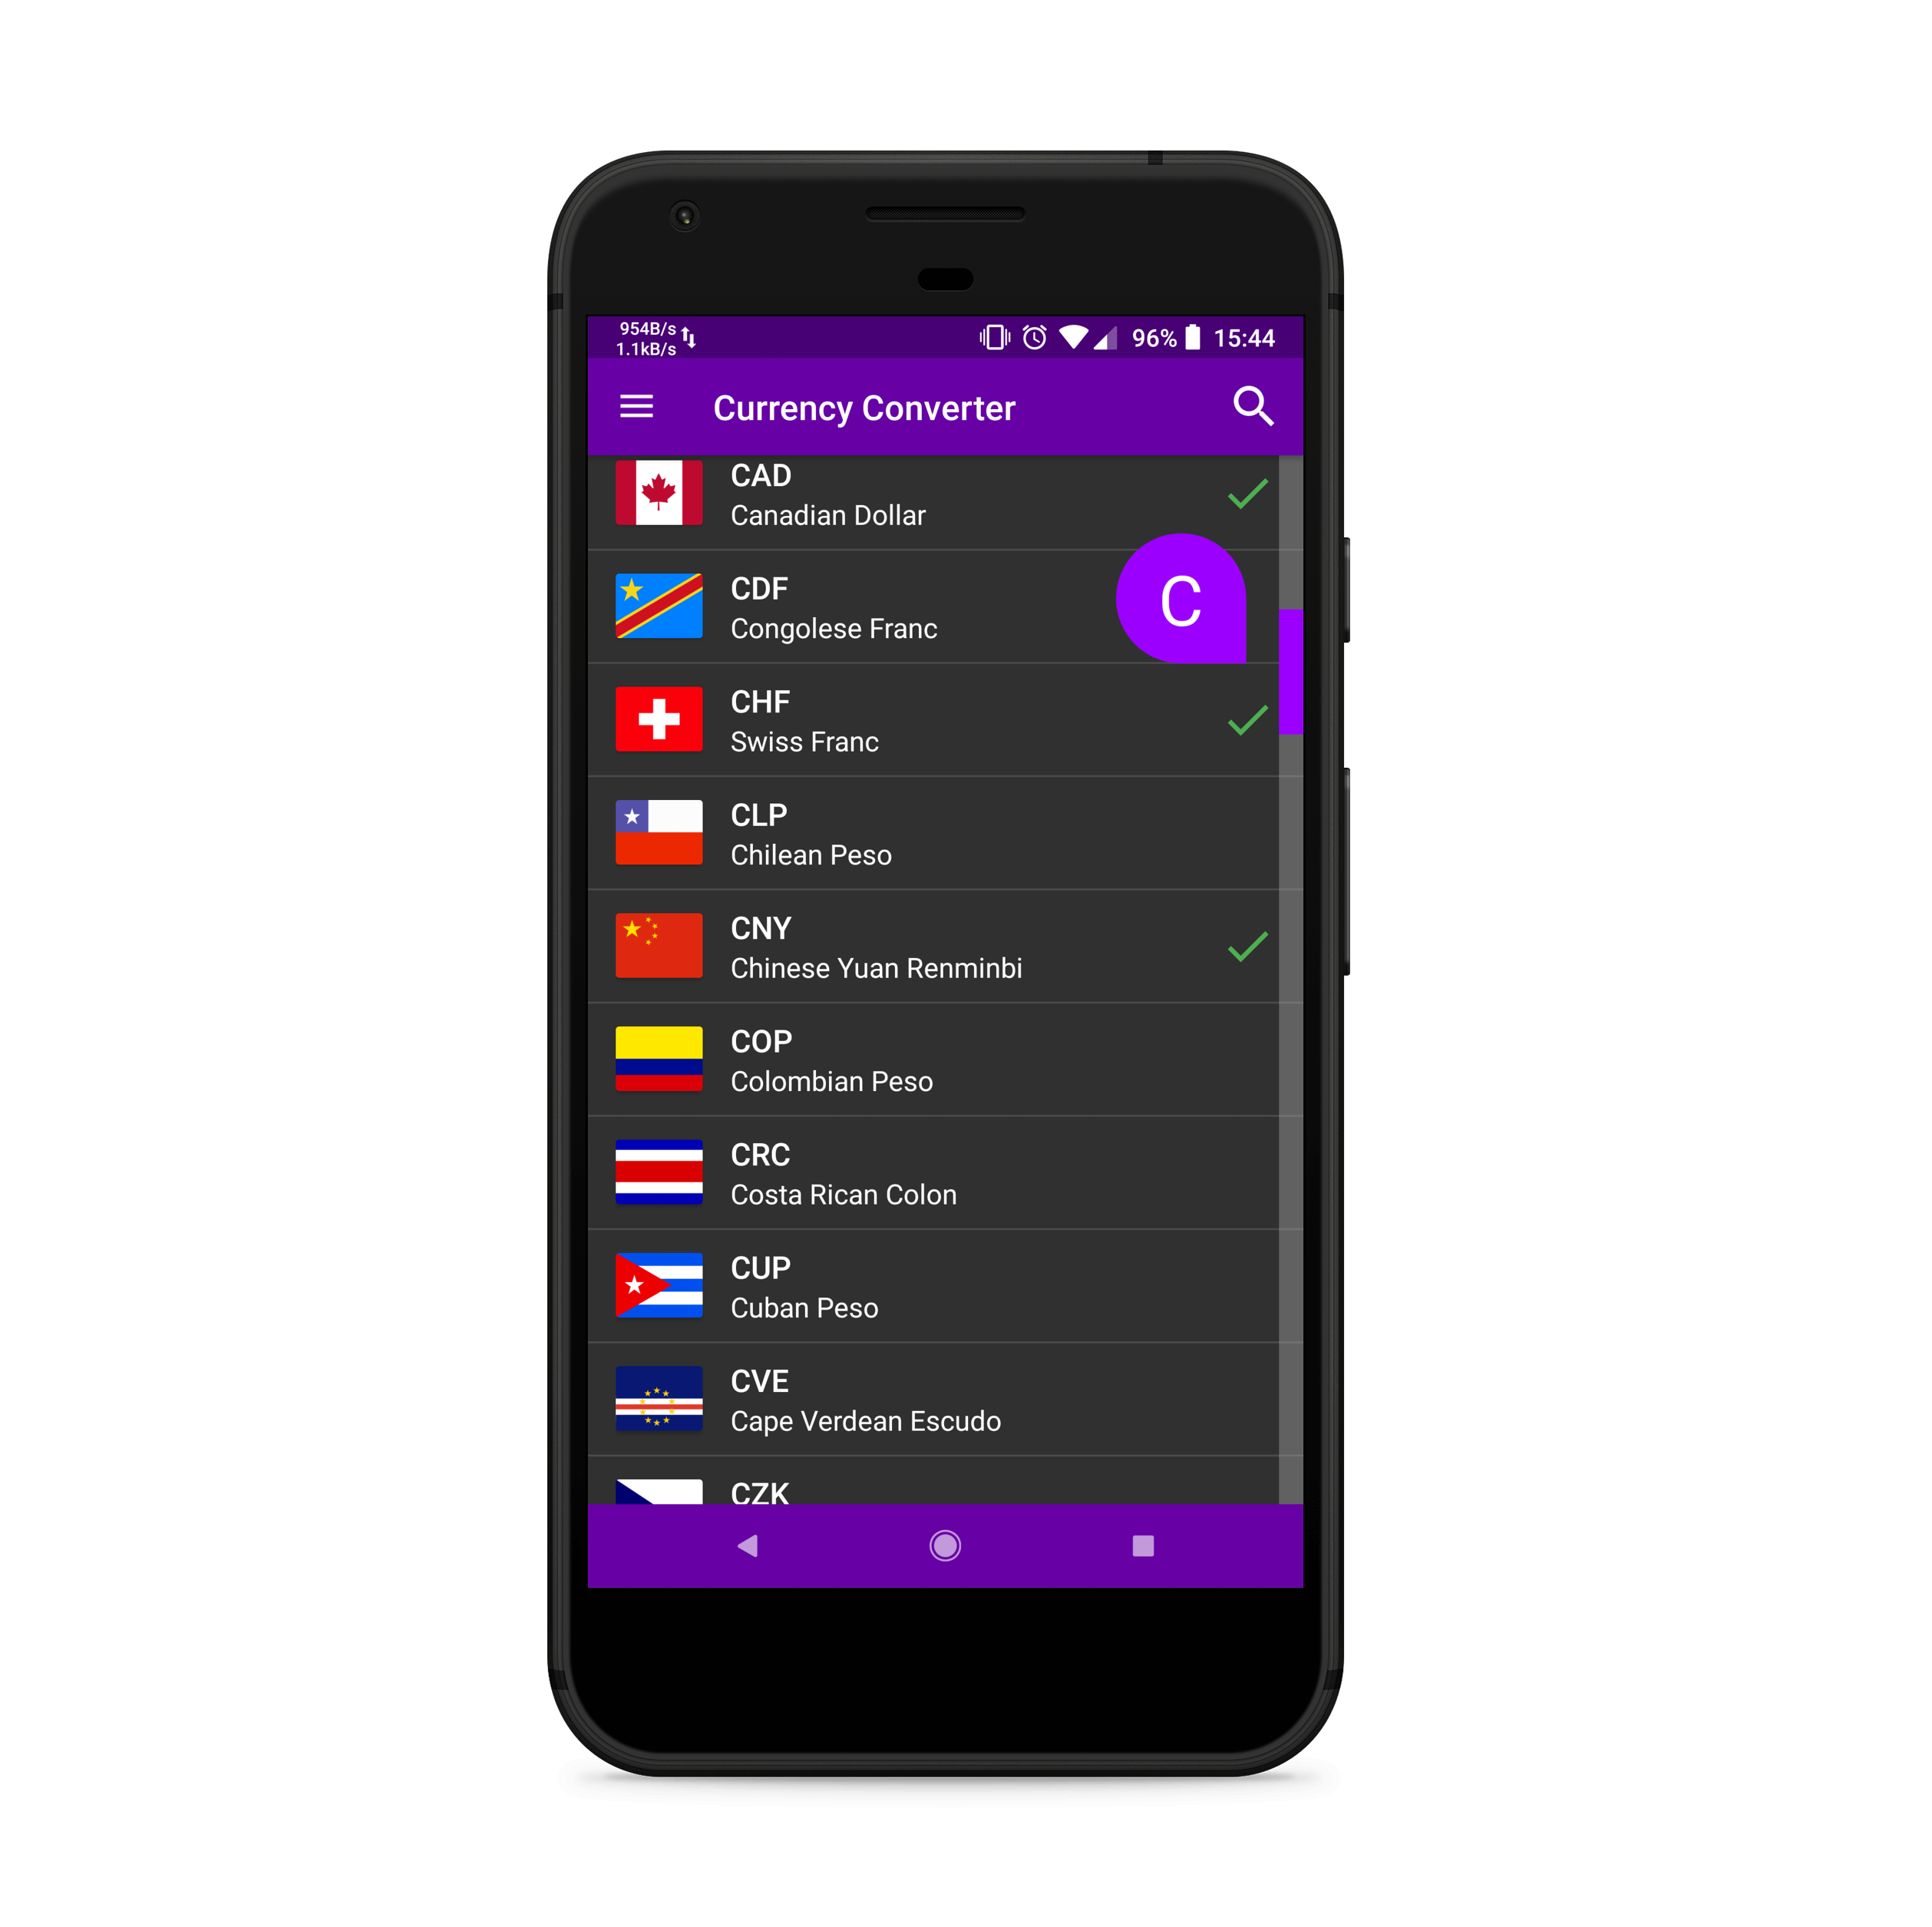 954B/s
1.1kB/s
96% 15:44
Currency Converter
CAD
Canadian Dollar
C
CDF
Congolese Franc
CHF
Swiss Franc
CLP
Chilean Peso
CNY
Chinese Yuan Renminbi
COP
Colombian Peso
CRC
Costa Rican Colon
CUP
Cuban Peso
CVE
Cape Verdean Escudo
CZK